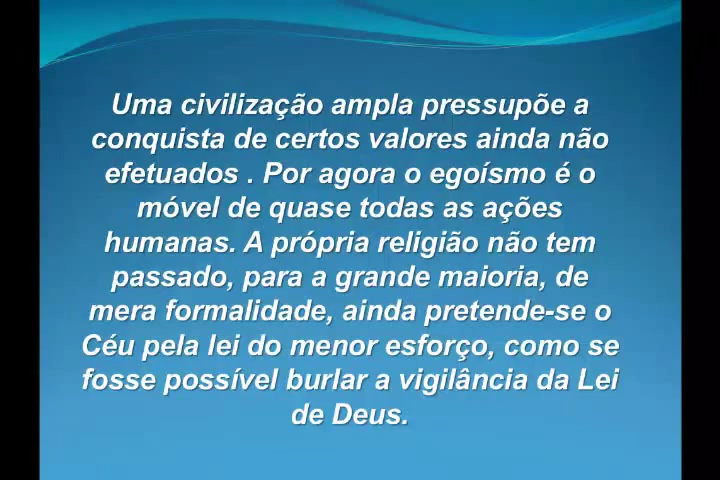 Uma civilização ampla pressupõe a
conquista de certos valores ainda não
efetuados . Por agora o egoísmo é o
móvel de quase todas as ações
humanas. A própria religião não tem
passado, para a grande maioria, de
mera formalidade, ainda pretende-se o
Céu pela lei do menor esforço, como se
fosse possível burlar a vigilância da Lei
de Deus.